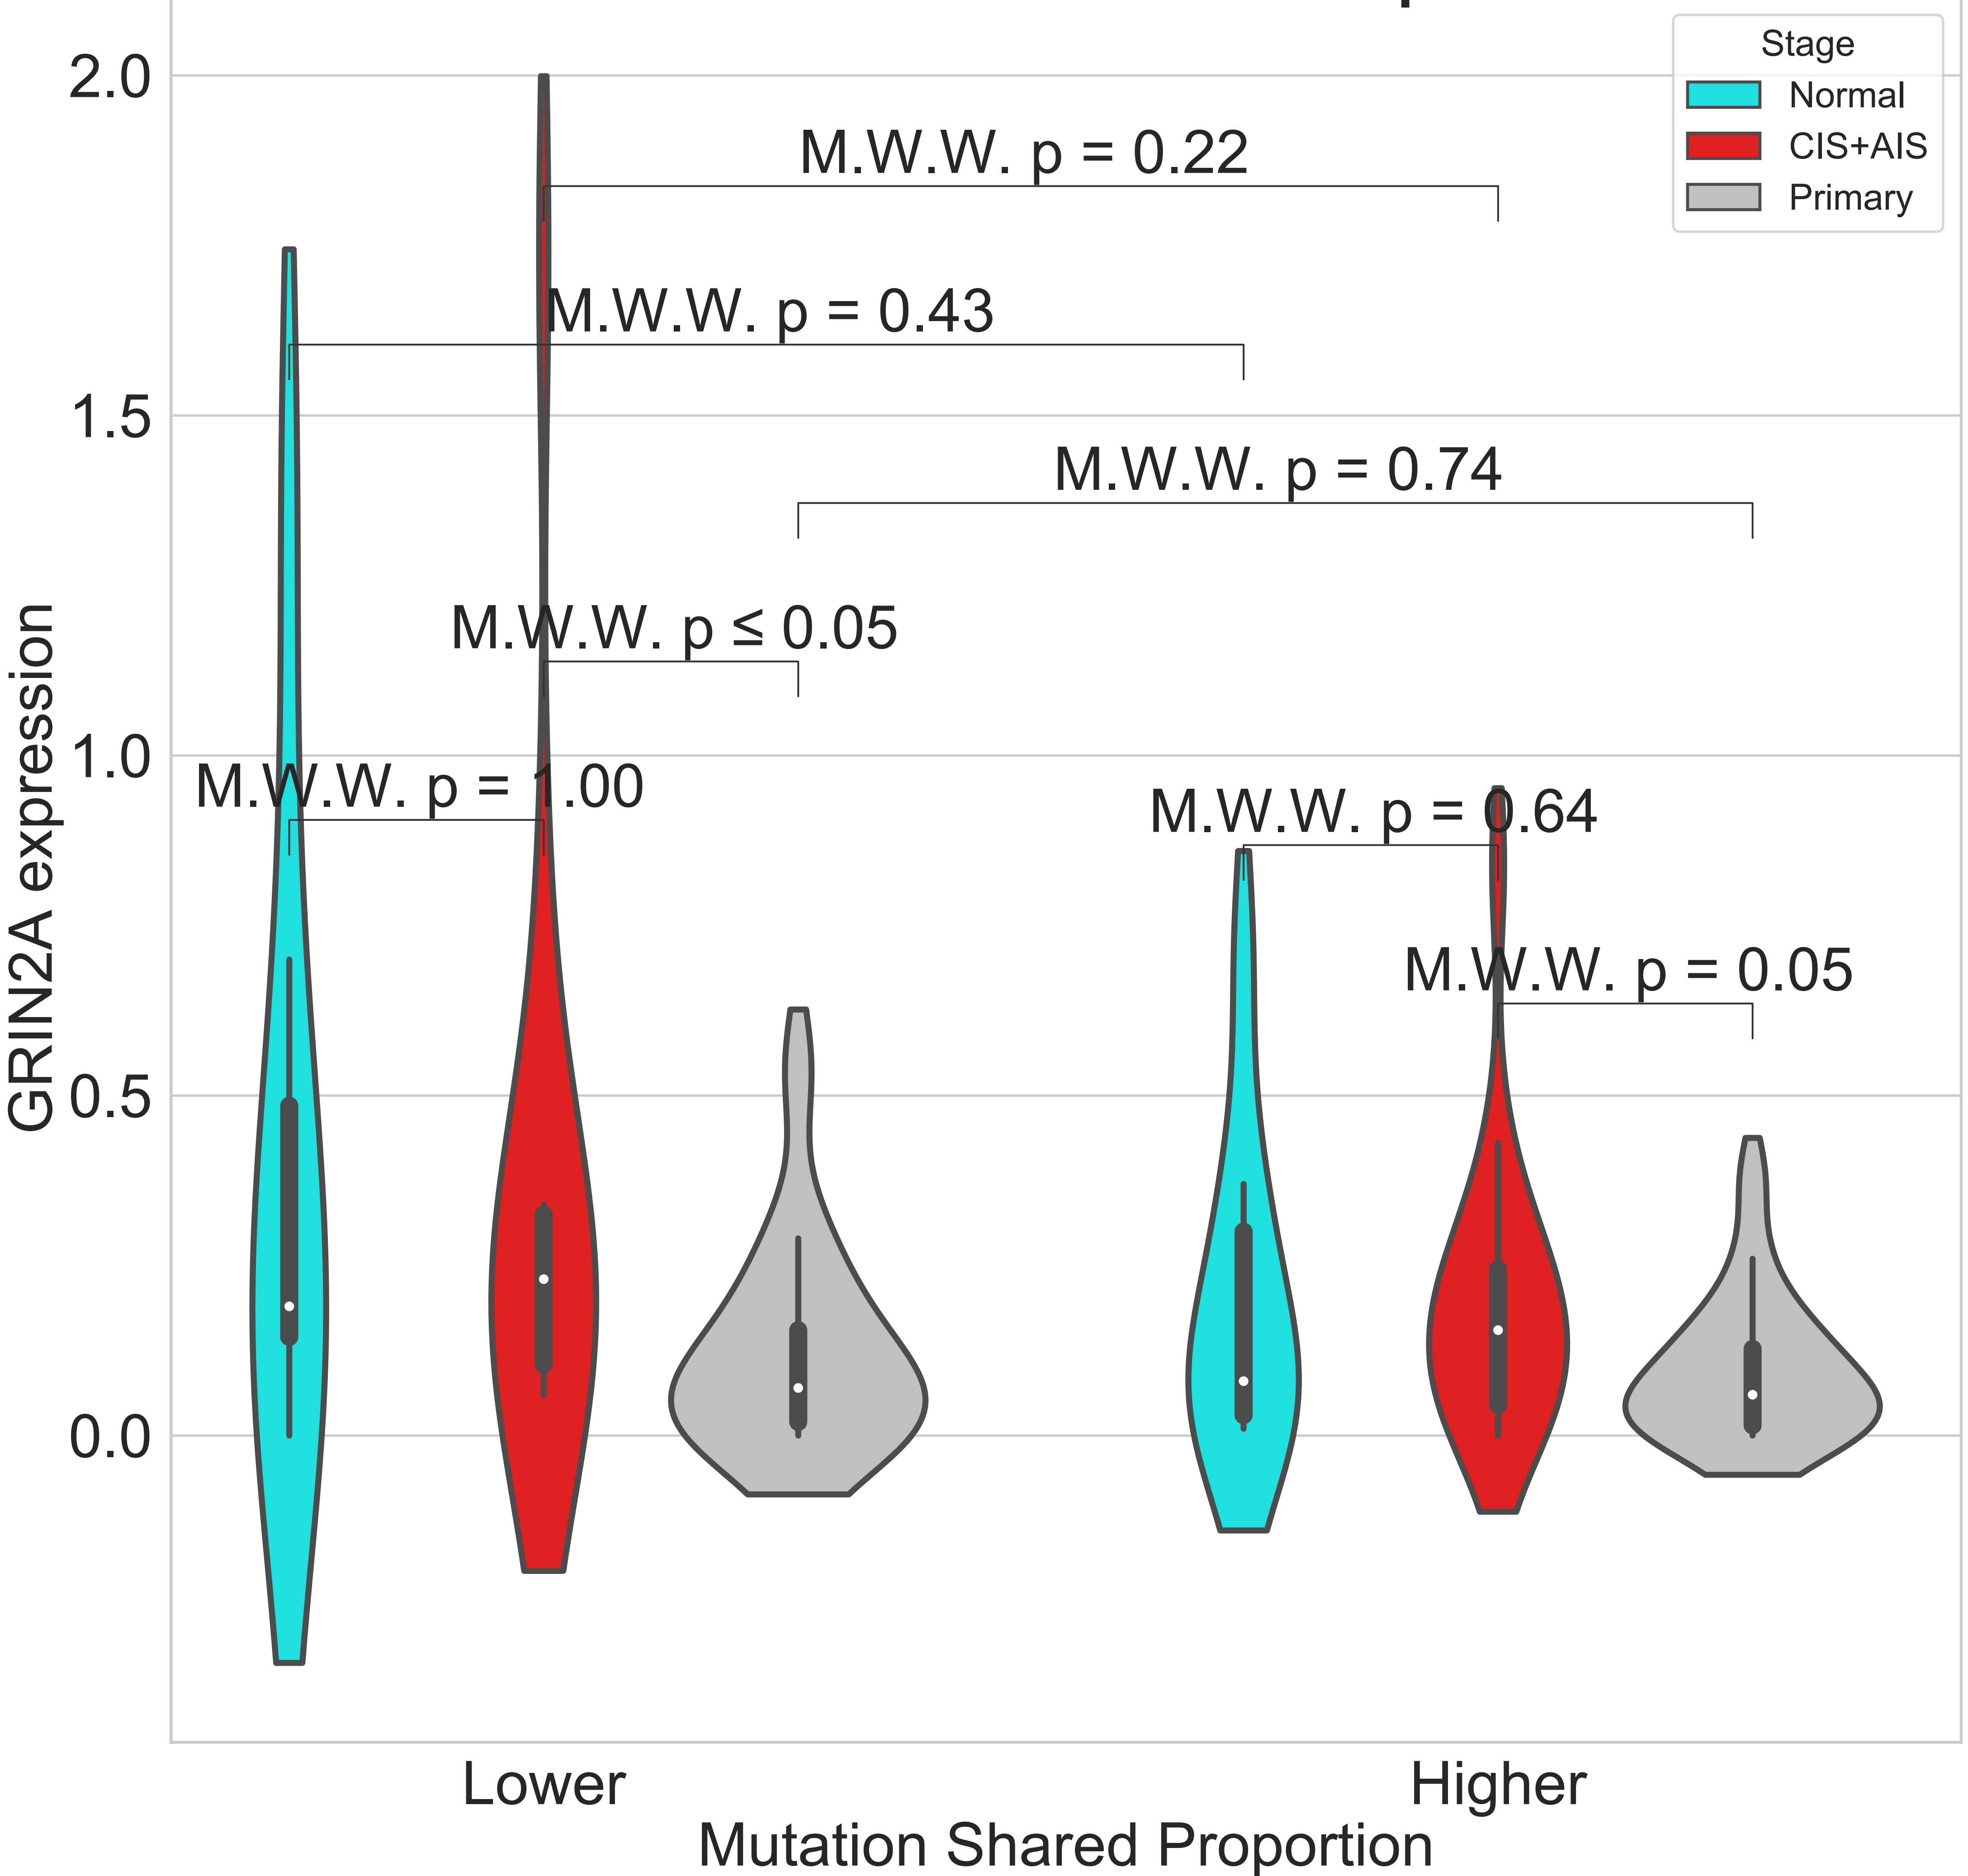 Stage
Normal
CIS+AIS
Primary
2.0
1.5
1.0
0.5
0.0
GRIN2A expression
M.W.W. p = 0.22
M.W.W. p = 0.43
M.W.W. p = 0.74
M.W.W. p ≤ 0.05
M.W.W. p = 1.00
M.W.W. p = 0.64
M.W.W. p = 0.05
Lower
Higher
Mutation Shared Proportion